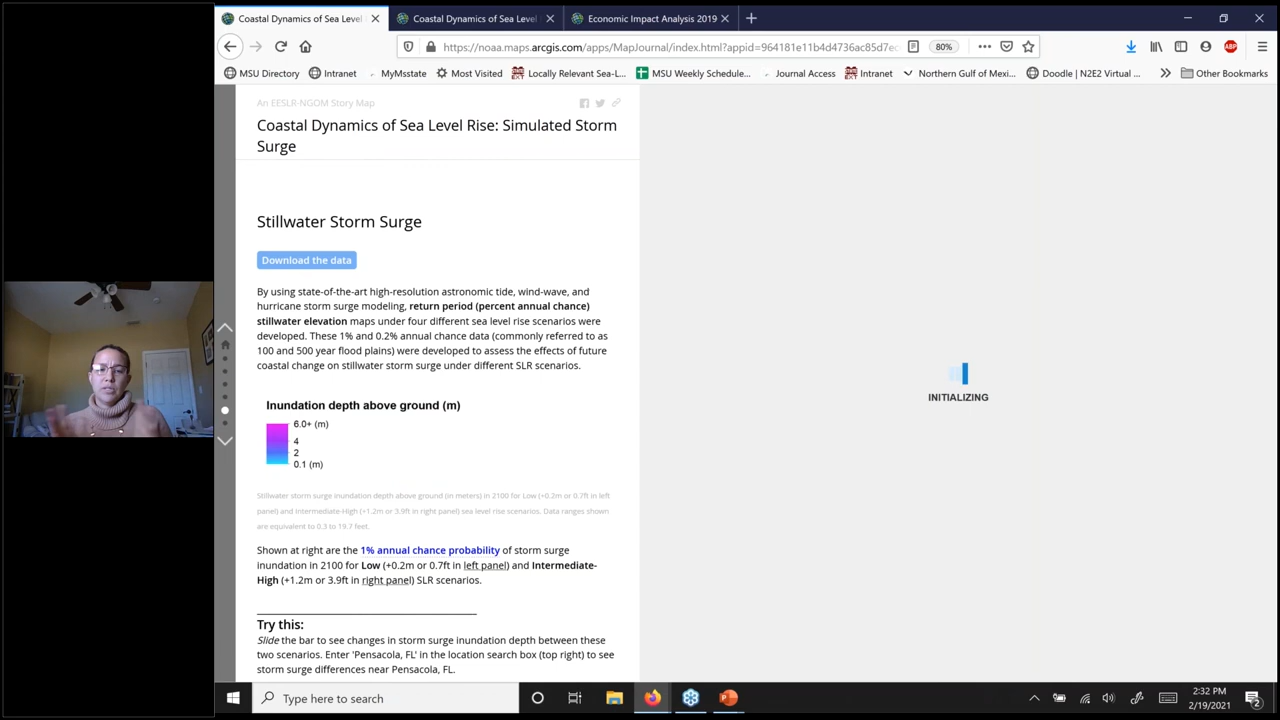 Coastal Dynamics of Sea Level
Coastal Dynamics of Sea Level
Economic Impact Analysis 2019
https://noaa.maps.arcgis.com/apps/MapJournal/index.html?appid=964181e11b4d4736ac85d7ec
80%
ABP
MSU Directory
Intranet
MyMsstate
Most Visited
Locally Relevant Sea-L...
MSU Weekly Schedule...
Journal Access
Intranet
Northern Gulf of Mexi...
Doodle | N2E2 Virtual ...
Other Bookmarks
An EESLR-NGOM Story Map
Coastal Dynamics of Sea Level Rise: Simulated Storm
Surge
Stillwater Storm Surge
Download the data
By using state-of-the-art high-resolution astronomic tide, wind-wave, and
hurricane storm surge modeling, return period (percent annual chance)
stillwater elevation maps under four different sea level rise scenarios were
developed. These 1% and 0.2% annual chance data (commonly referred to as
100 and 500 year flood plains) were developed to assess the effects of future
coastal change on stillwater storm surge under different SLR scenarios.
Inundation depth above ground (m)
6.0+ (m)
4
2
0.1 (m)
Stillwater storm surge inundation depth above ground (in meters) in 2100 for Low (+0.2m or 0.7ft in left
panel) and Intermediate-High (+1.2m or 3.9ft in right panel) sea level rise scenarios. Data ranges shown
are equivalent to 0.3 to 19.7 feet.
Shown at right are the 1% annual chance probability of storm surge
inundation in 2100 for Low (+0.2m or 0.7ft in left panel) and Intermediate-
High (+1.2m or 3.9ft in right panel) SLR scenarios.
Try this:
Slide the bar to see changes in storm surge inundation depth between these
two scenarios. Enter 'Pensacola, FL' in the location search box (top right) to see
storm surge differences near Pensacola, FL.
INITIALIZING
Type here to search
2:32 PM
2/19/2021
2